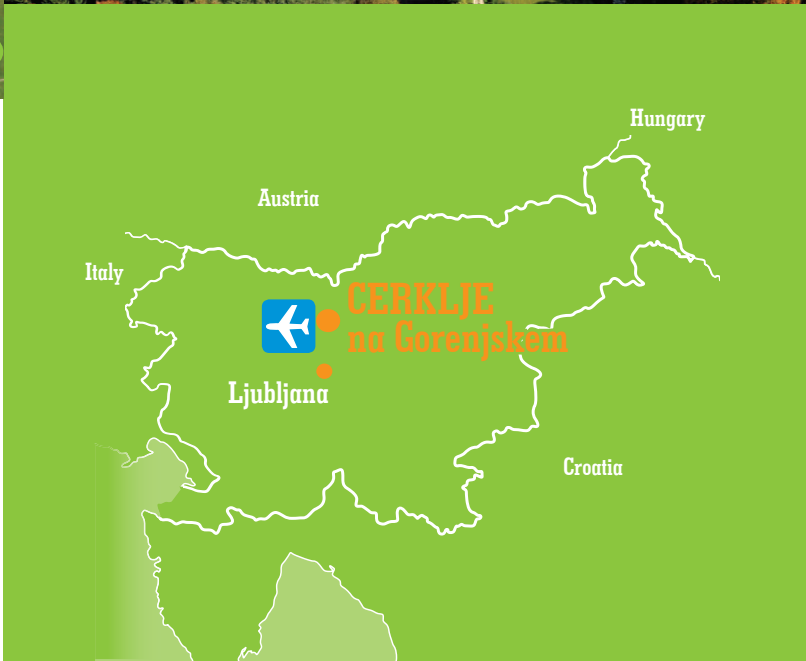 Hungary
Austria
Italy
CERKLJE
na Gorenjskem
Ljubljana
Croatia